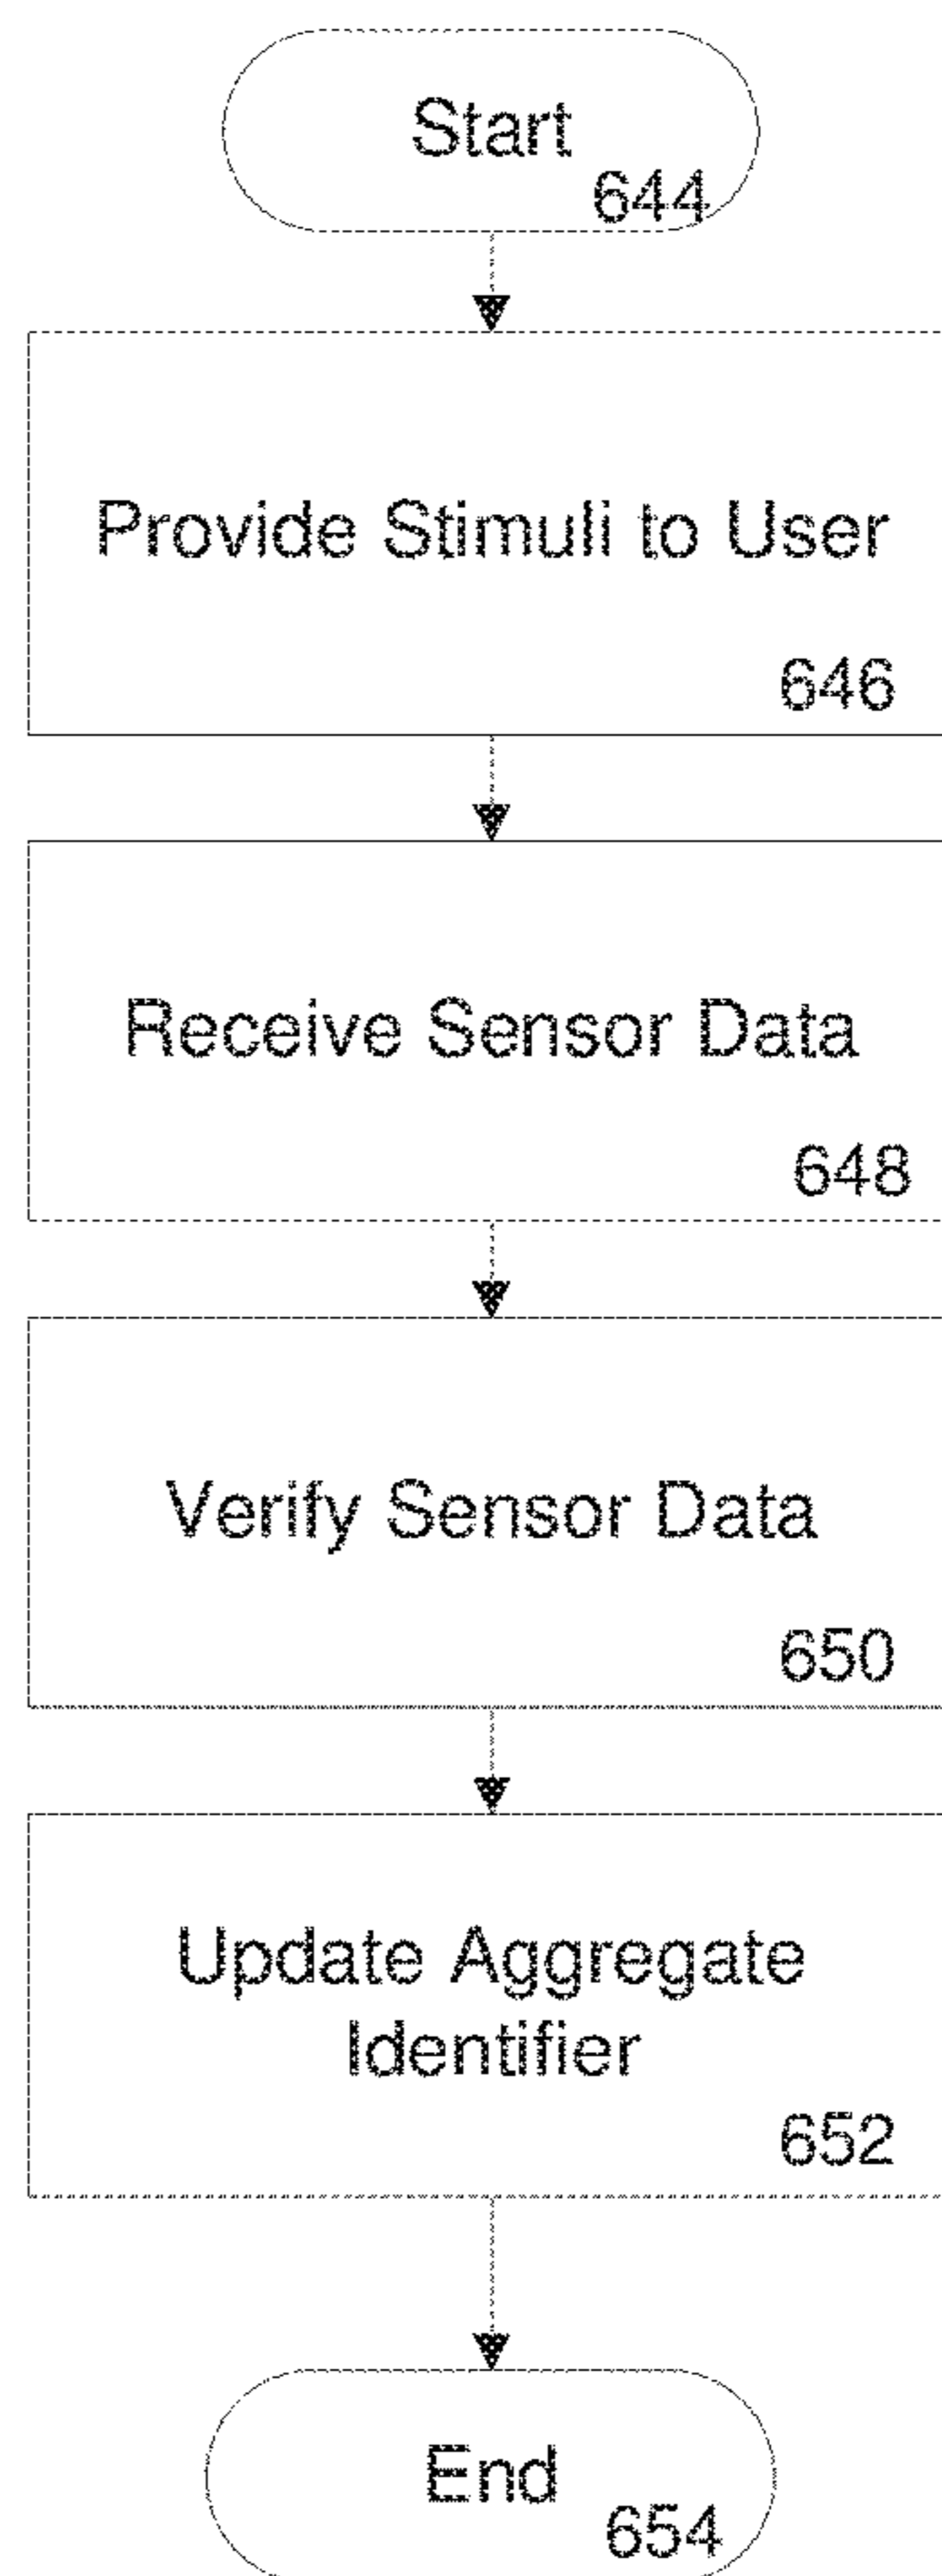 Start
644
Provide Stimuli to User
646
Receive Sensor Data
648
Verify Sensor Data
650
Update Aggregate
Identifier
652
End
654